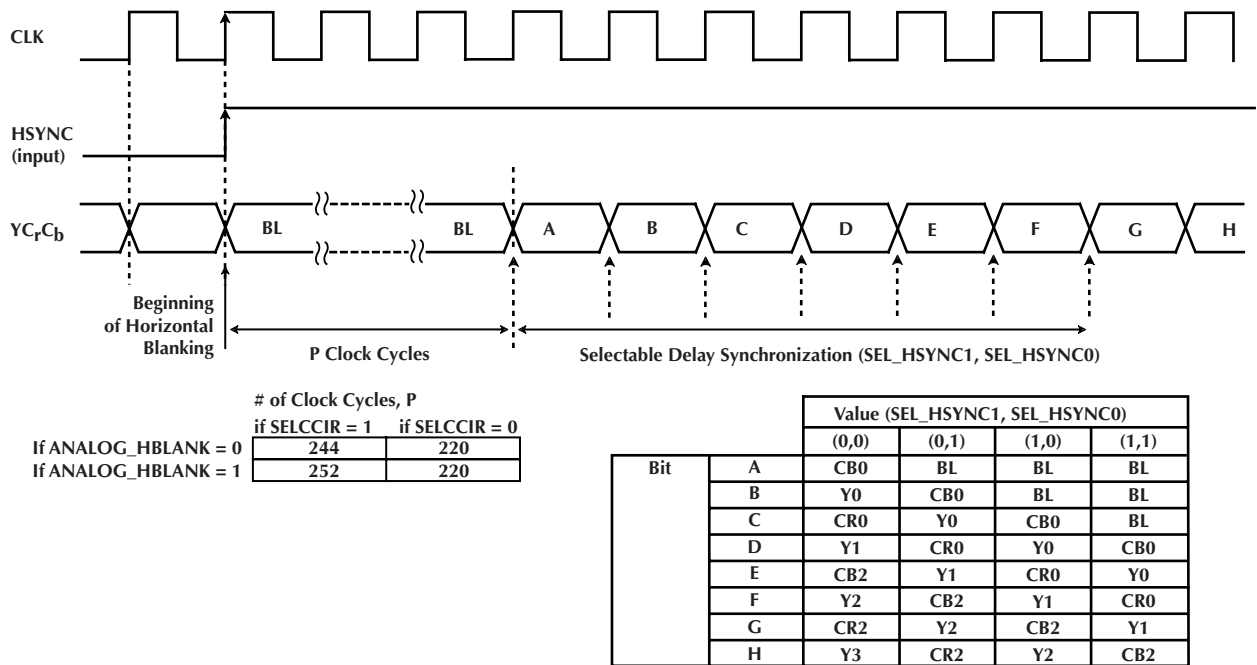 CLK
HSYNC
(input)
YCrCb
BL BL A B C D E F G H
Beginning
of Horizontal
Blanking
P Clock Cycles
Selectable Delay Synchronization (SEL_HSYNC1, SEL_HSYNC0)
# of Clock Cycles, P
if SELCCIR = 1 if SELCCIR = 0
If ANALOG_HBLANK = 0 244 220
If ANALOG_HBLANK = 1 252 220
Value (SEL_HSYNC1, SEL_HSYNC0)
(0,0) (0,1) (1,0) (1,1)
Bit A CB0 BL BL BL
B Y0 CB0 BL BL
C CR0 Y0 CB0 BL
D Y1 CR0 Y0 CB0
E CB2 Y1 CR0 Y0
F Y2 CB2 Y1 CR0
G CR2 Y2 CB2 Y1
H Y3 CR2 Y2 CB2